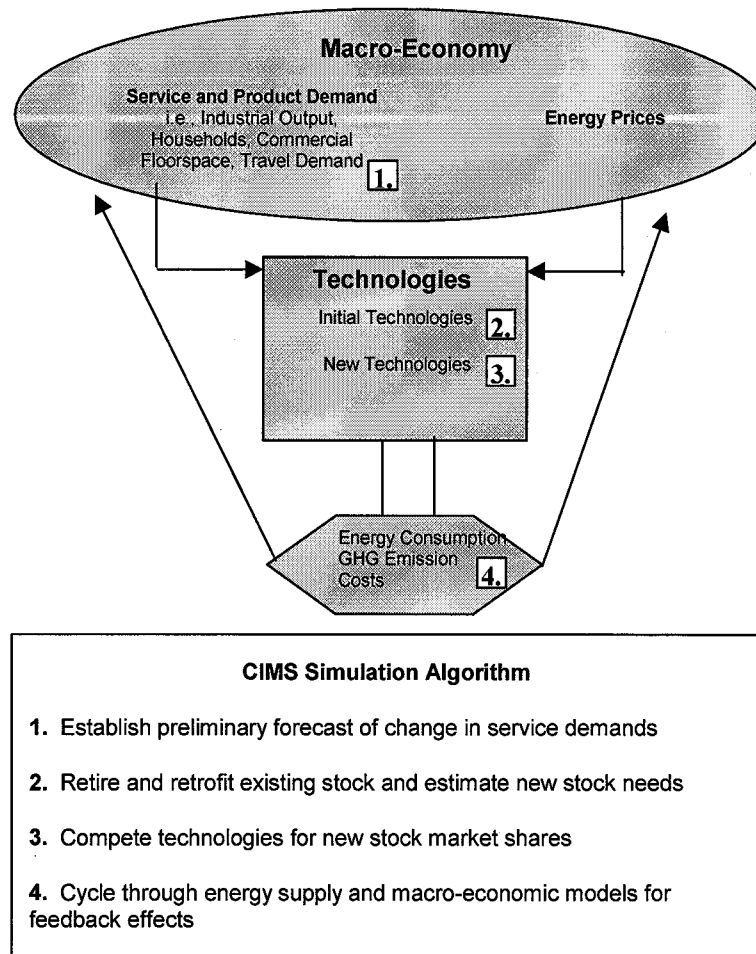 Macro-Economy
Service and Product Demand
i.e., Industrial Output,
Households, Commercial
Floorspace, Travel Demand
1.
Energy Prices
Technologies
Initial Technologies 2.
New Technologies 3.
Energy Consumption
GHG Emission
Costs
4.
CIMS Simulation Algorithm
1. Establish preliminary forecast of change in service demands
2. Retire and retrofit existing stock and estimate new stock needs
3. Compete technologies for new stock market shares
4. Cycle through energy supply and macro-economic models for
feedback effects